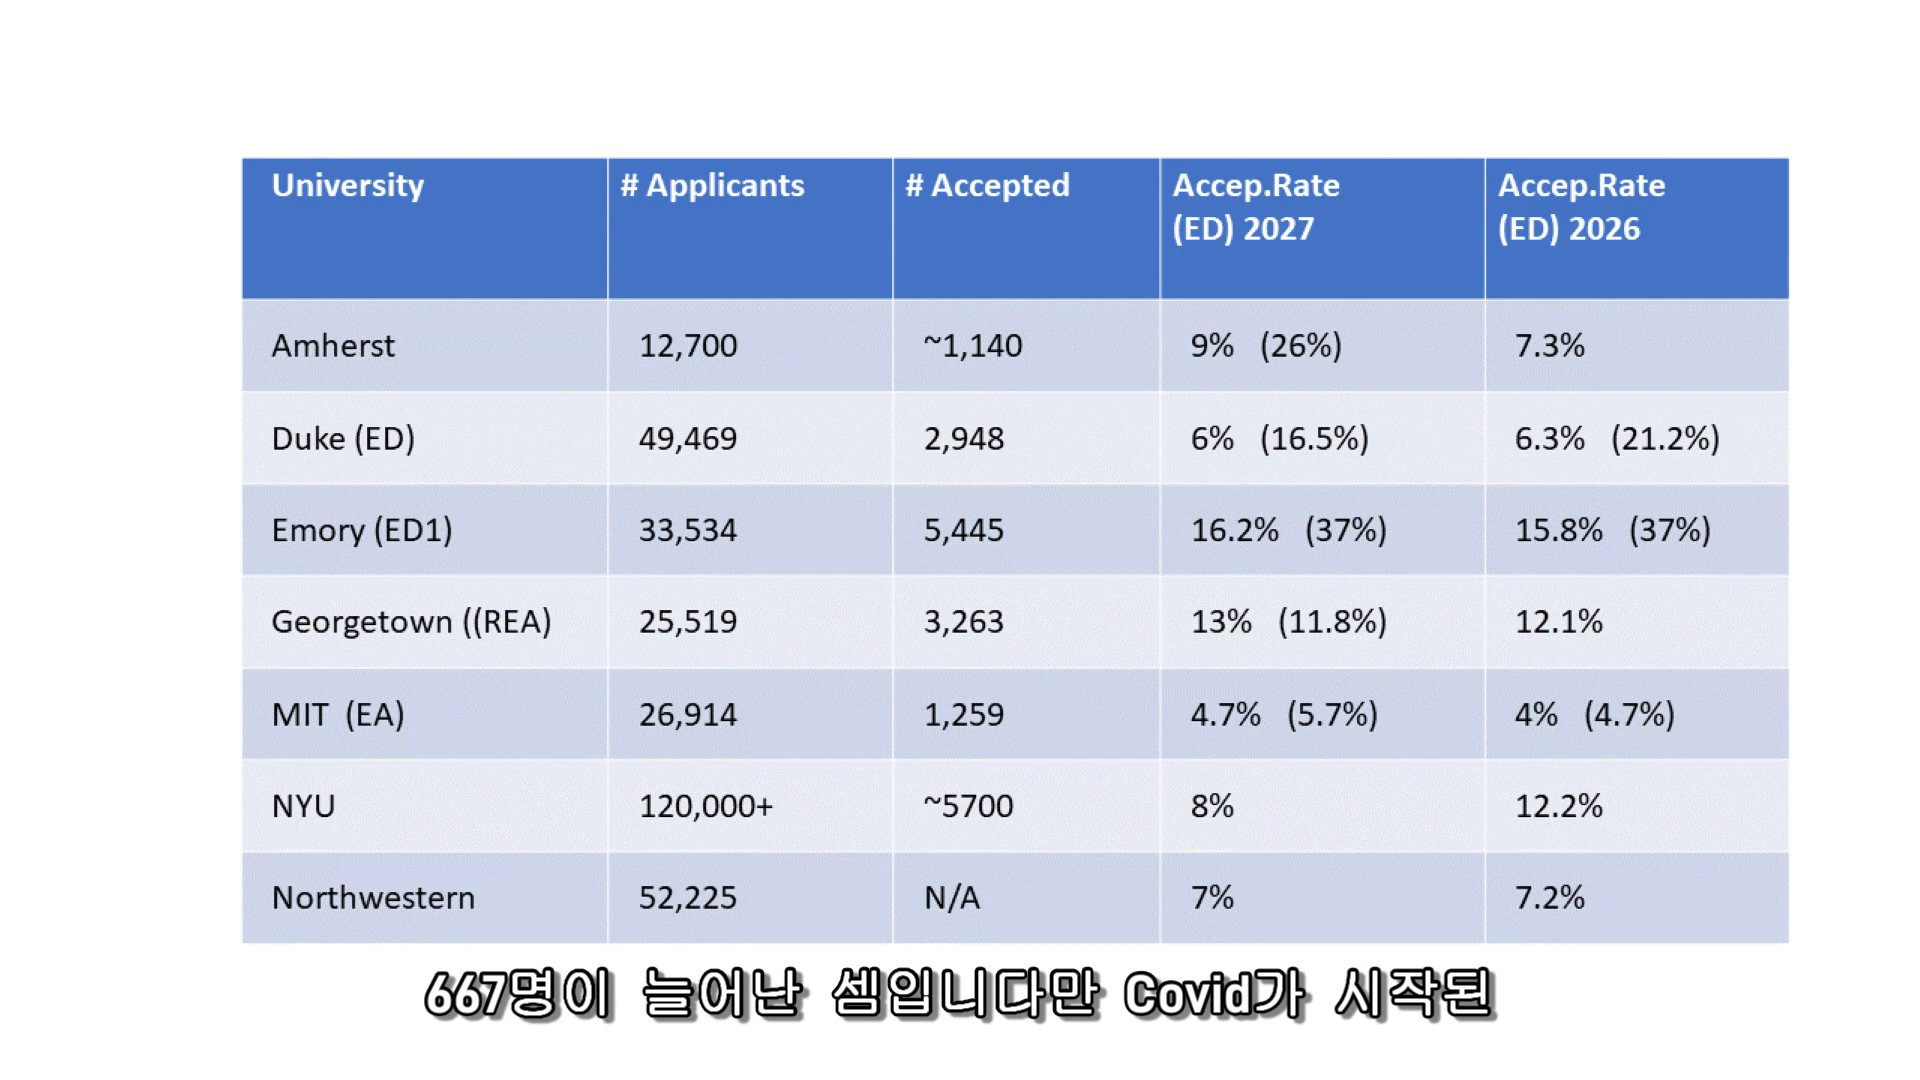 University # Applicants # Accepted Accep.Rate (ED) 2027 Accep.Rate (ED) 2026
Amherst 12,700 ~1,140 9% (26%) 7.3%
Duke (ED) 49,469 2,948 6% (16.5%) 6.3% (21.2%)
Emory (ED1) 33,534 5,445 16.2% (37%) 15.8% (37%)
Georgetown ((REA) 25,519 3,263 13% (11.8%) 12.1%
MIT (EA) 26,914 1,259 4.7% (5.7%) 4% (4.7%)
NYU 120,000+ ~5700 8% 12.2%
Northwestern 52,225 N/A 7% 7.2%
667명이 늘어난 셈입니다만 Covid가 시작된